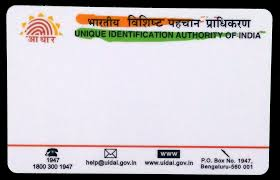 भारतीय विशिष्ट पहचान प्राधिकरण
UNIQUE IDENTIFICATION AUTHORITY OF INDIA
आधार
1947
1800 300 1947
help@uidai.gov.in
www.uidai.gov.in
P.O. Box No. 1947,
Bengaluru-560 001